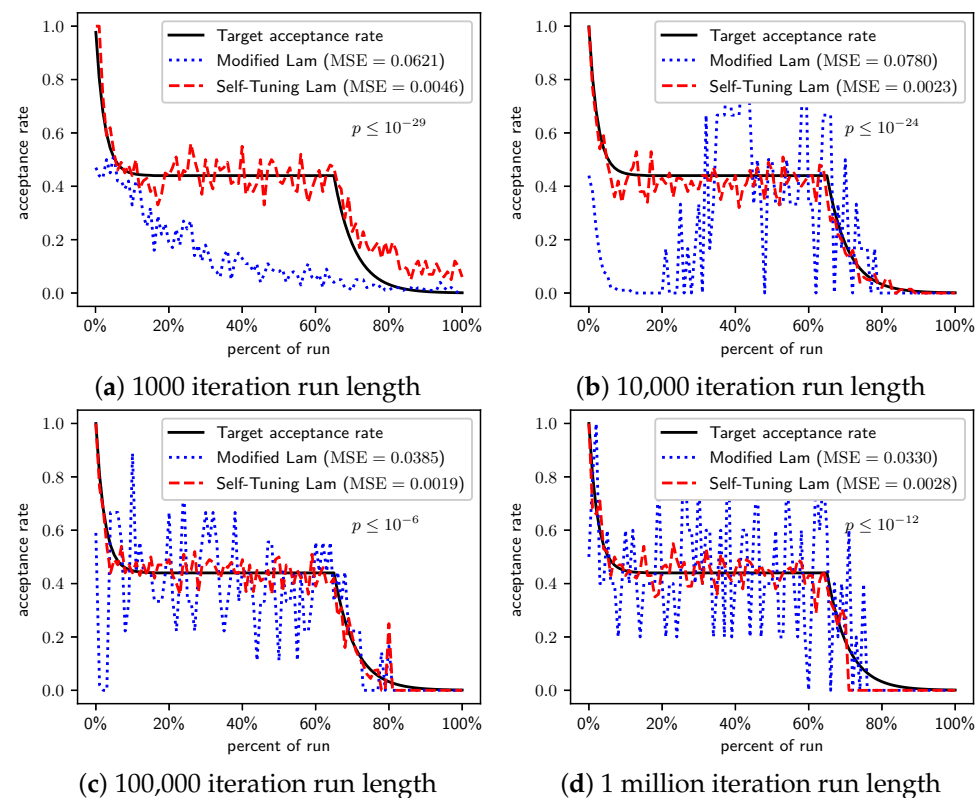 1.0
0.8
0.6
0.4
0.2
0.0
acceptance rate
Target acceptance rate
Modified Lam (MSE = 0.0621)
Self-Tuning Lam (MSE = 0.0046)
p ≤ 10⁻²⁹
0% 20% 40% 60% 80% 100%
percent of run
(a) 1000 iteration run length
1.0
0.8
0.6
0.4
0.2
0.0
acceptance rate
Target acceptance rate
Modified Lam (MSE = 0.0780)
Self-Tuning Lam (MSE = 0.0023)
p ≤ 10⁻²⁴
0% 20% 40% 60% 80% 100%
percent of run
(b) 10,000 iteration run length
1.0
0.8
0.6
0.4
0.2
0.0
acceptance rate
Target acceptance rate
Modified Lam (MSE = 0.0385)
Self-Tuning Lam (MSE = 0.0019)
p ≤ 10⁻⁶
0% 20% 40% 60% 80% 100%
percent of run
(c) 100,000 iteration run length
1.0
0.8
0.6
0.4
0.2
0.0
acceptance rate
Target acceptance rate
Modified Lam (MSE = 0.0330)
Self-Tuning Lam (MSE = 0.0028)
p ≤ 10⁻¹²
0% 20% 40% 60% 80% 100%
percent of run
(d) 1 million iteration run length